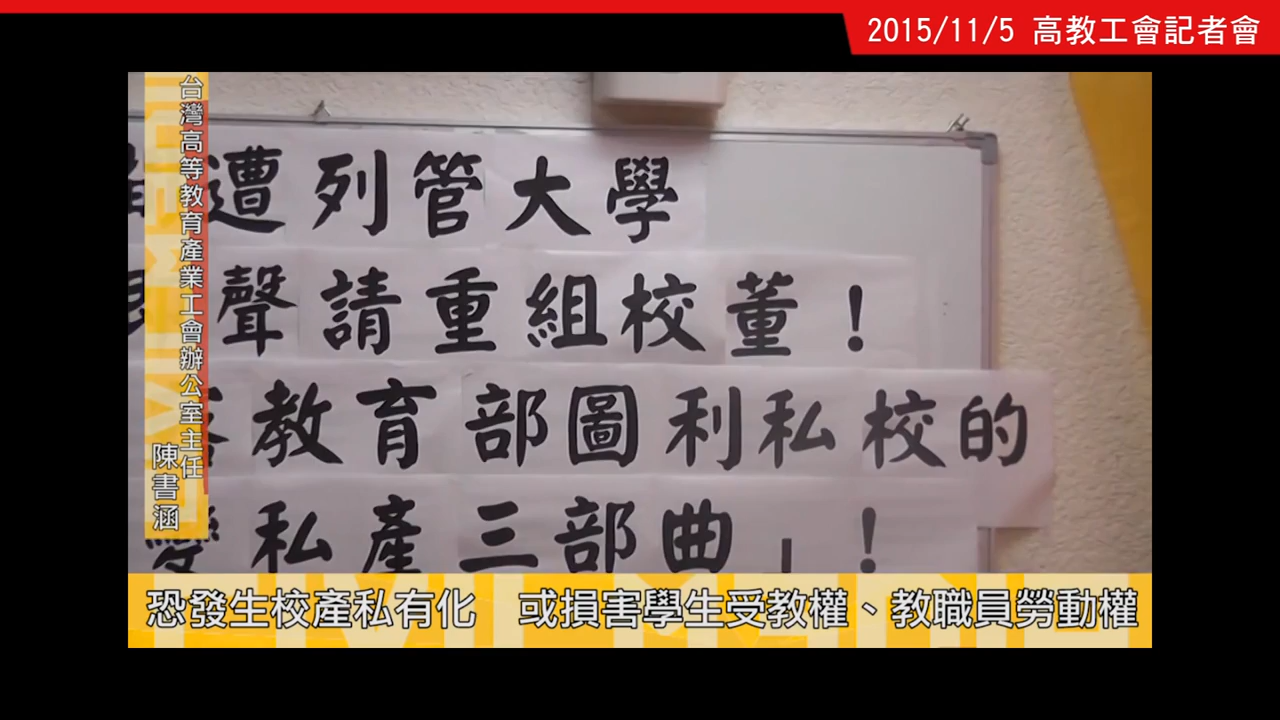 2015/11/5 高教工會記者會
台灣高等教育產業工會辦公室主任
陳書涵
遭列管大學
聲請重組校董！
教育部圖利私校的
變私產三部曲」！
恐發生校產私有化 或損害學生受教權、教職員勞動權